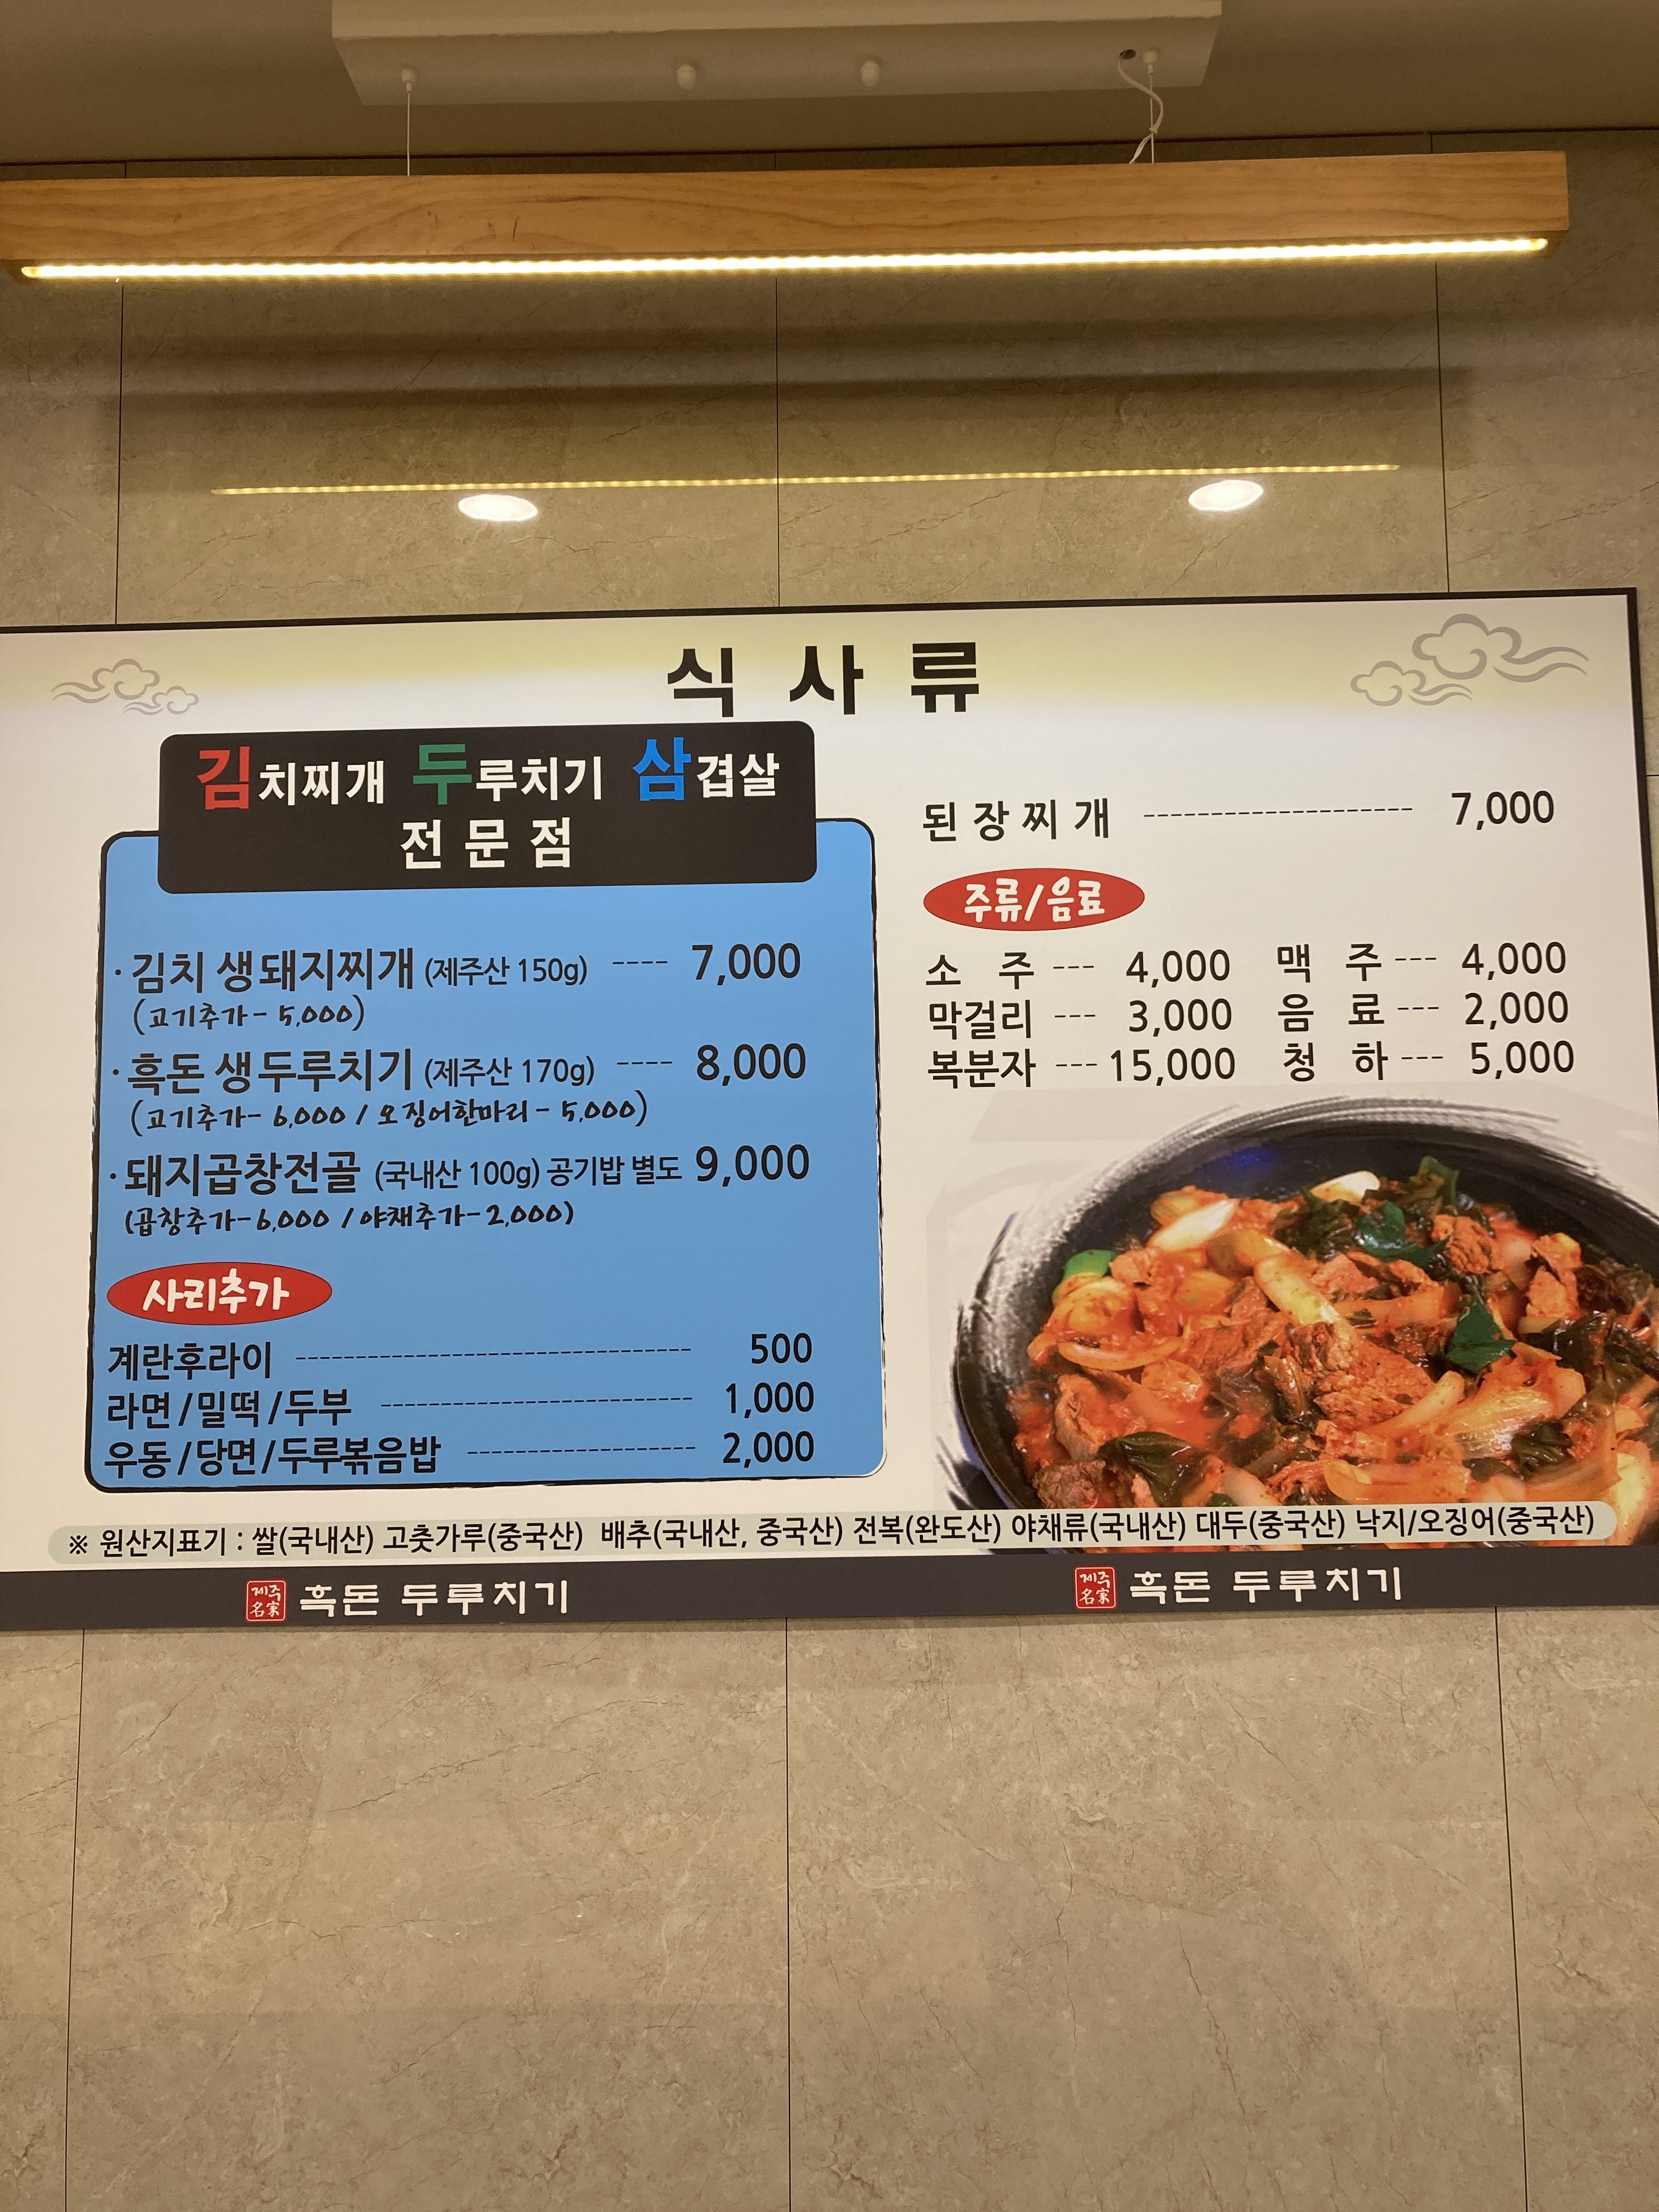 식사류
김치찌개 두루치기 삼겹살
전문점
· 김치 생돼지찌개 (제주산 150g) ---- 7,000
(고기추가- 5,000)
· 흑돈 생두루치기 (제주산 170g) ---- 8,000
(고기추가- 6,000 / 오징어한마리- 5,000)
· 돼지곱창전골 (국내산 100g) 공기밥 별도 9,000
(곱창추가-6,000 / 야채추가-2,000)
사리추가
계란후라이 ---- 500
라면/밀떡/두부 ---- 1,000
우동/당면/두루볶음밥 ---- 2,000
된장찌개 ---- 7,000
주류/음료
소 주 --- 4,000 맥 주 --- 4,000
막걸리 --- 3,000 음 료 --- 2,000
복분자 --- 15,000 청 하 --- 5,000
※ 원산지표기 : 쌀(국내산) 고춧가루(중국산) 배추(국내산, 중국산) 전복(완도산) 야채류(국내산) 대두(중국산) 낙지/오징어(중국산)
제주名家 흑돈 두루치기 제주名家 흑돈 두루치기